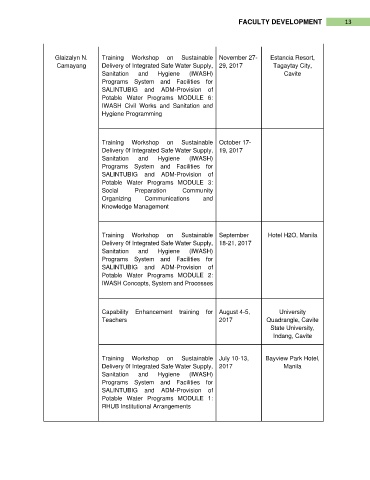 FACULTY DEVELOPMENT 13
Glaizalyn N.
Camayang
Training Workshop on Sustainable
Delivery of Integrated Safe Water Supply,
Sanitation and Hygiene (IWASH)
Programs System and Facilities for
SALINTUBIG and ADM-Provision of
Potable Water Programs MODULE 6:
IWASH Civil Works and Sanitation and
Hygiene Programming
November 27-
29, 2017
Estancia Resort,
Tagaytay City,
Cavite
Training Workshop on Sustainable
Delivery 0f Integrated Safe Water Supply,
Sanitation and Hygiene (IWASH)
Programs System and Facilities for
SALINTUBIG and ADM-Provision of
Potable Water Programs MODULE 3:
Social Preparation Community
Organizing Communications and
Knowledge Management
October 17-
19, 2017
Training Workshop on Sustainable
Delivery 0f Integrated Safe Water Supply,
Sanitation and Hygiene (IWASH)
Programs System and Facilities for
SALINTUBIG and ADM-Provision of
Potable Water Programs MODULE 2:
IWASH Concepts, System and Processes
September
18-21, 2017
Hotel H2O, Manila
Capability Enhancement training for
Teachers
August 4-5,
2017
University
Quadrangle, Cavite
State University,
Indang, Cavite
Training Workshop on Sustainable
Delivery 0f Integrated Safe Water Supply,
Sanitation and Hygiene (IWASH)
Programs System and Facilities for
SALINTUBIG and ADM-Provision of
Potable Water Programs MODULE 1:
RHUB Institutional Arrangements
July 10-13,
2017
Bayview Park Hotel,
Manila